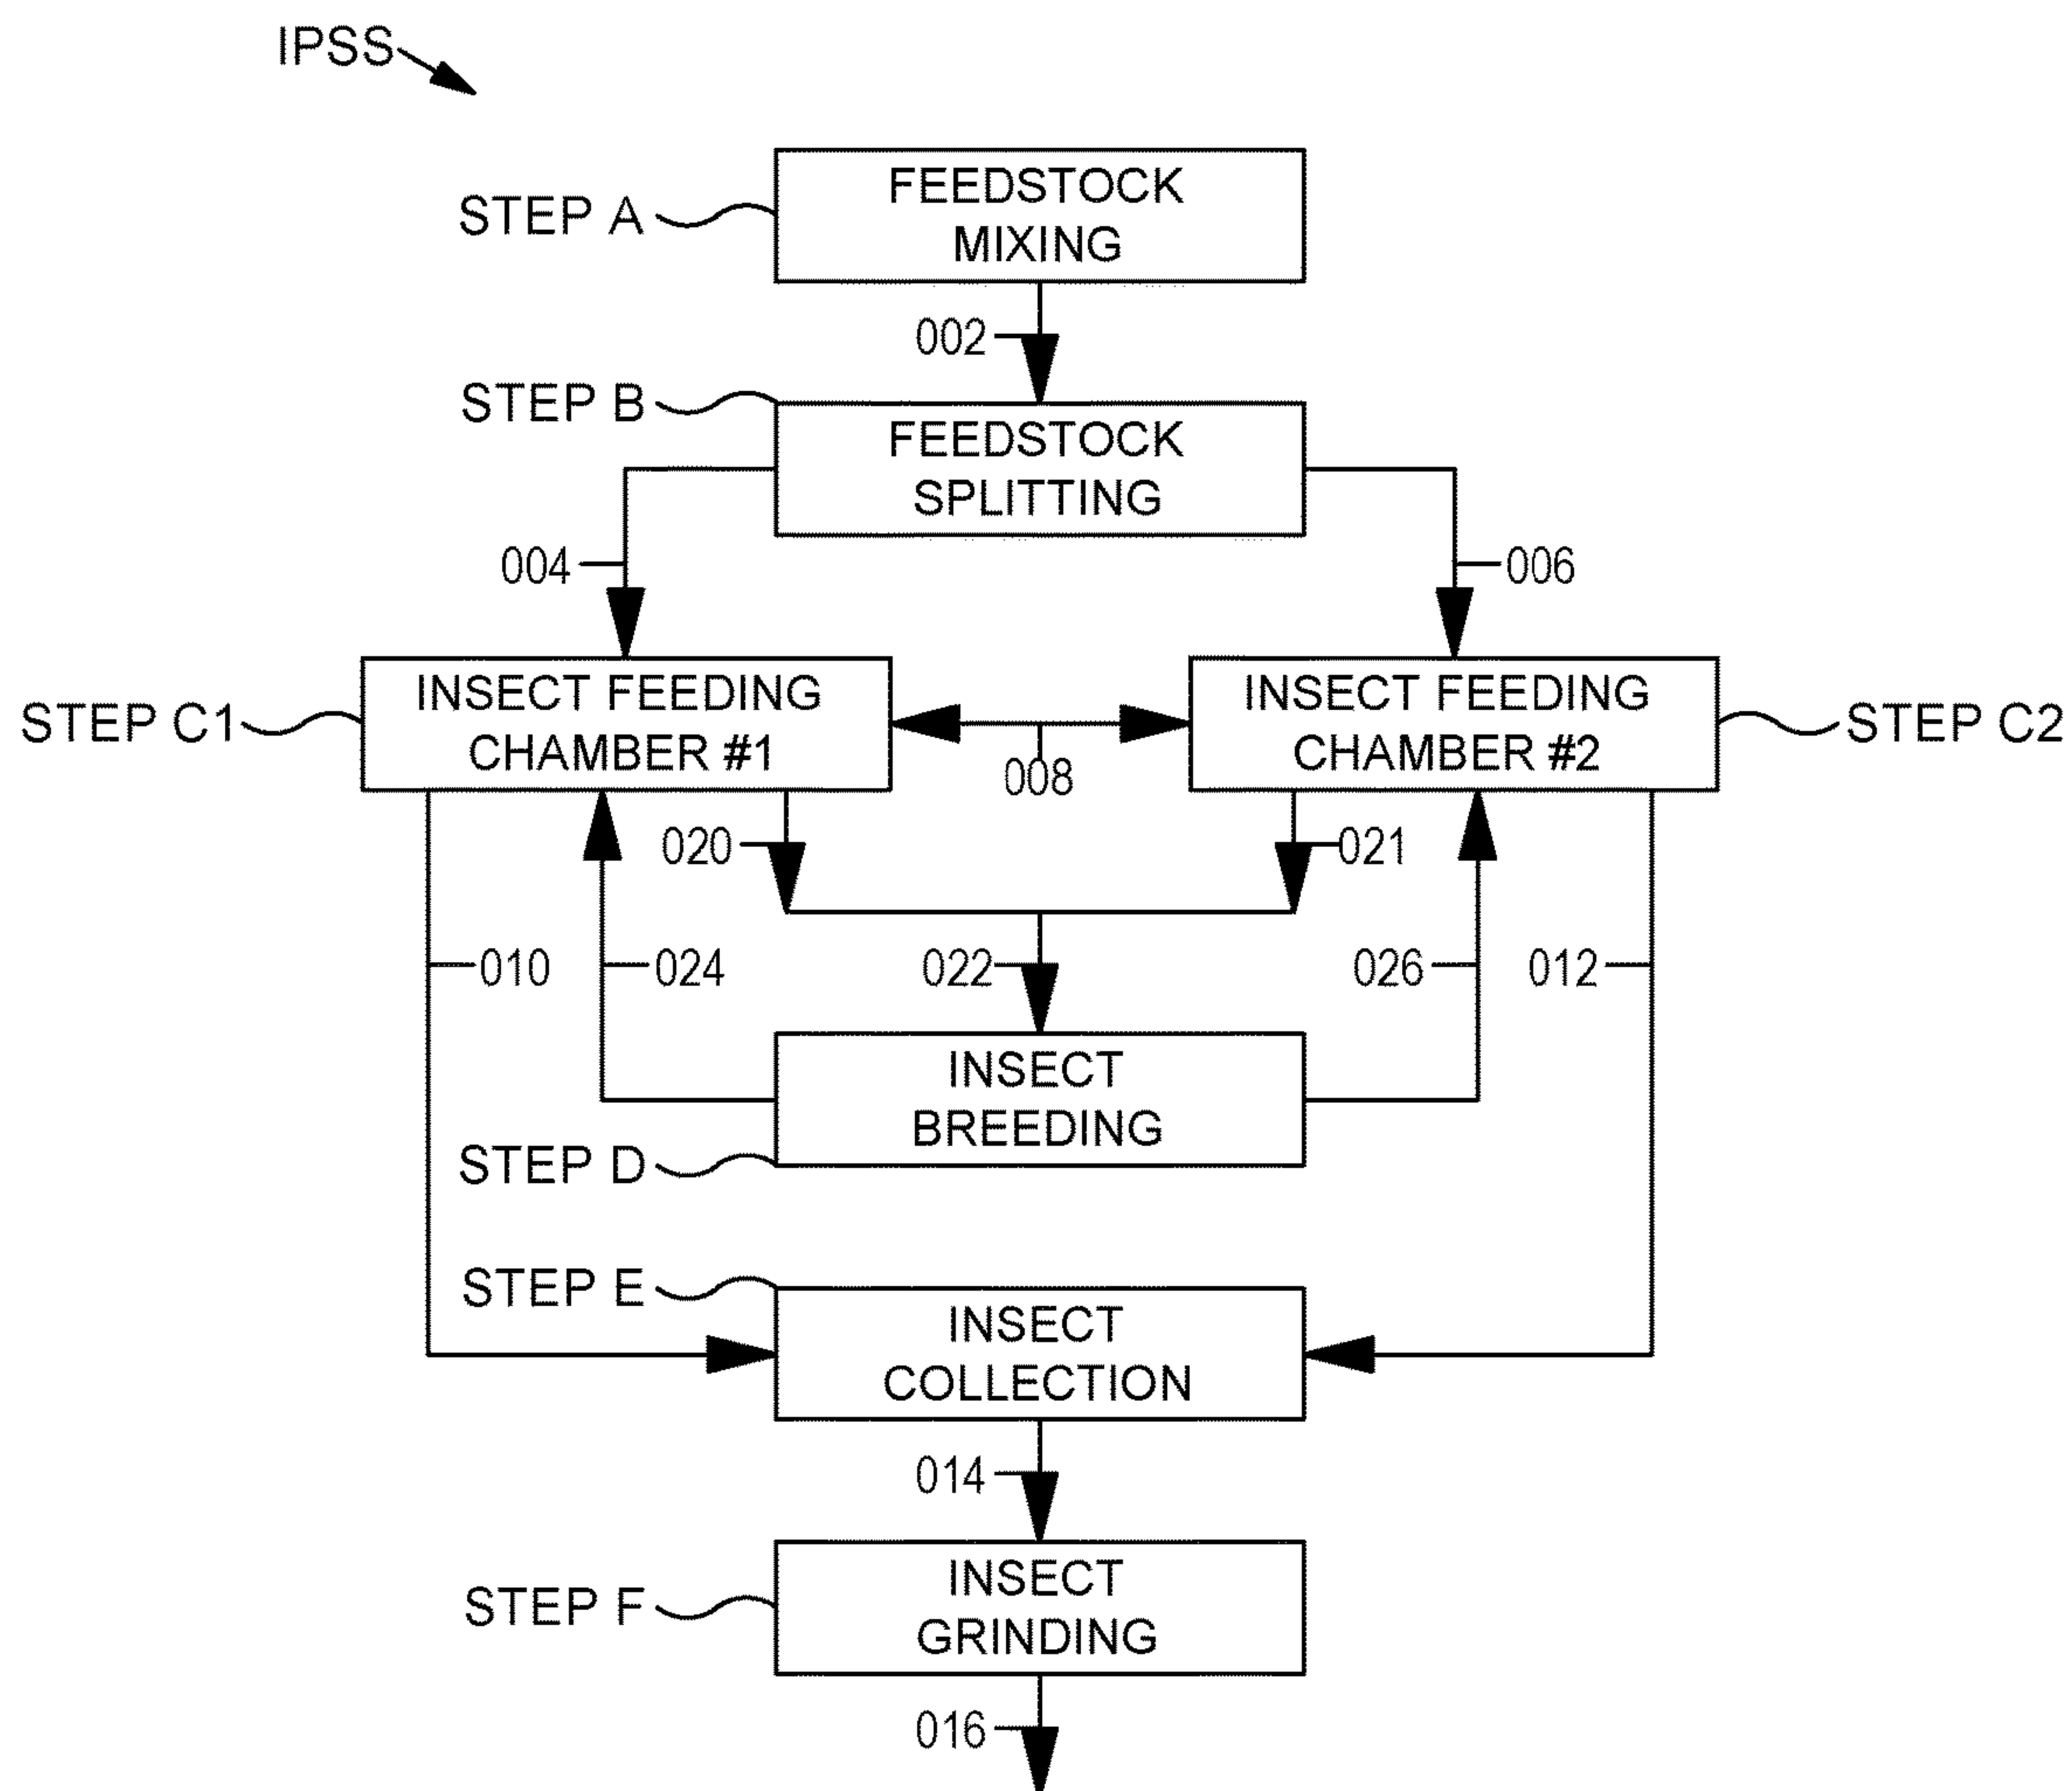 IPSS
STEP A
FEEDSTOCK
MIXING
002
STEP B
FEEDSTOCK
SPLITTING
004
006
STEP C1
INSECT FEEDING
CHAMBER #1
008
INSECT FEEDING
CHAMBER #2
STEP C2
020
021
010
024
022
026
012
INSECT
BREEDING
STEP D
STEP E
INSECT
COLLECTION
014
STEP F
INSECT
GRINDING
016